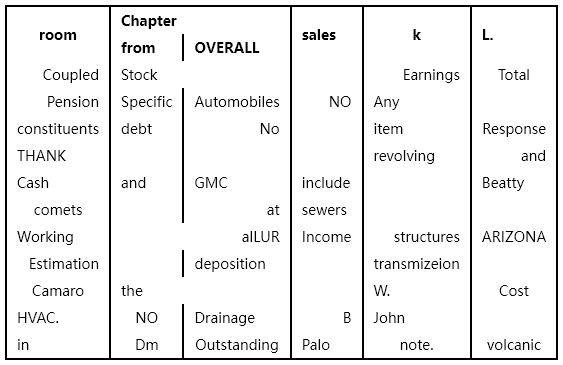 room Chapter sales k L.
from OVERALL
Coupled Stock Earnings Total
Pension Specific Automobiles NO Any
constituents debt No item Response
THANK revolving and
Cash and GMC include Beatty
comets at sewers
Working alLUR Income structures ARIZONA
Estimation deposition transmizeion
Camaro the W. Cost
HVAC. NO Drainage B John
in Dm Outstanding Palo note. volcanic